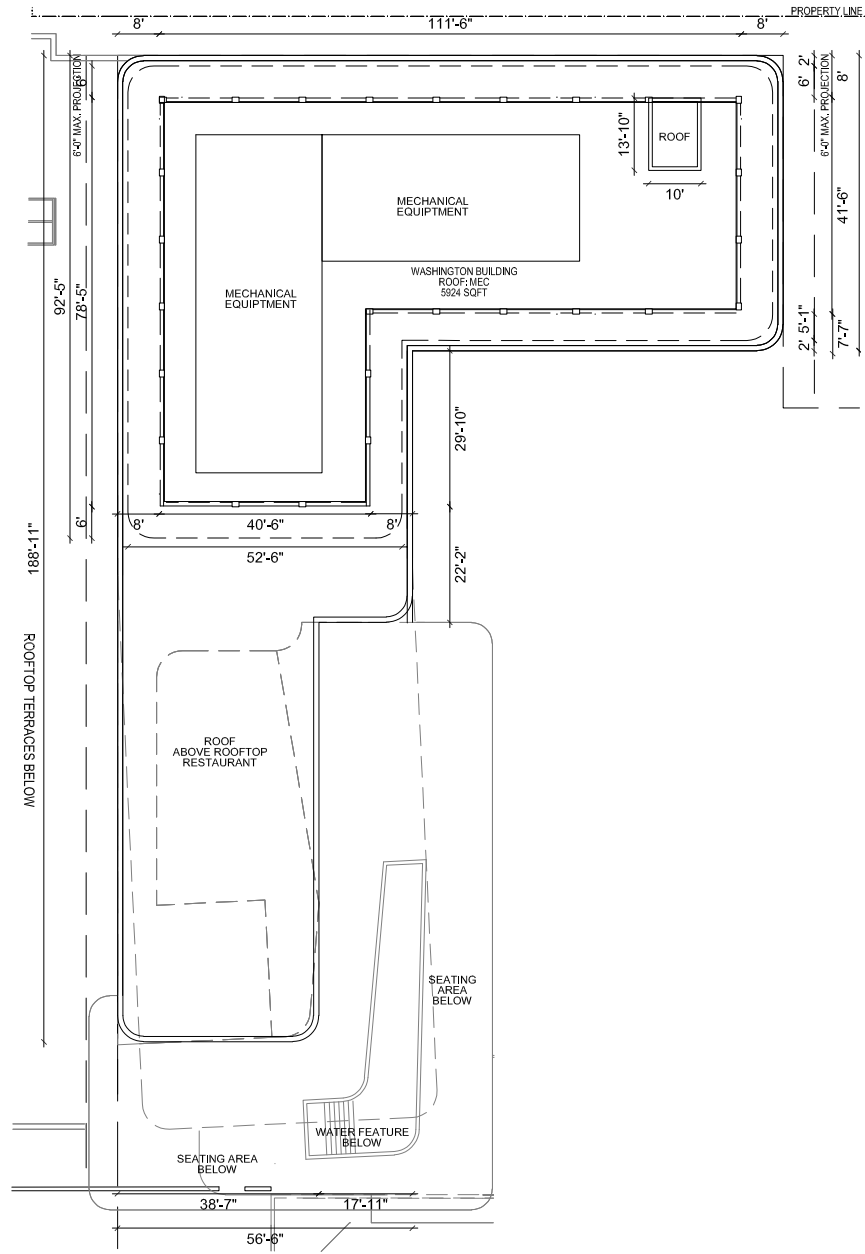 PROPERTY LINE
8'
111'-6"
8'
6'
6'-0" MAX. PROJECTION
2'
6'
6'-0" MAX. PROJECTION
8'
13'-10"
ROOF
10'
41'-6"
MECHANICAL
EQUIPTMENT
WASHINGTON BUILDING
ROOF: MEC
5924 SQFT
MECHANICAL
EQUIPTMENT
92'-5"
78'-5"
5'-1"
2'
7'-7"
29'-10"
6'
8'
40'-6"
8'
52'-6"
22'-2"
188'-11"
ROOFTOP TERRACES BELOW
ROOF
ABOVE ROOFTOP
RESTAURANT
SEATING
AREA
BELOW
WATER FEATURE
BELOW
SEATING AREA
BELOW
38'-7"
17'-11"
56'-6"